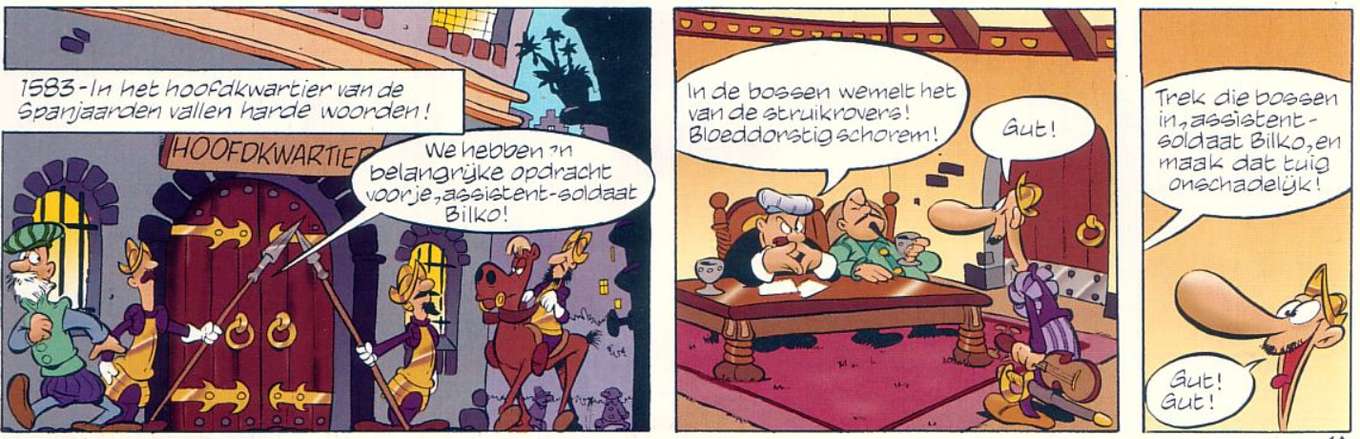 1583-In het hoofdkwartier van de
Spanjaarden vallen harde woorden!
HOOFDKWARTIER
We hebben 'n
belangrijke opdracht
voor je, assistent-soldaat
Bilko!
In de bossen wemelt het
van de struikrovers!
Bloeddorstig schorem!
Gut!
Trek die bossen
in, assistent-
soldaat Bilko, en
maak dat tuig
onschadelijk!
Gut!
Gut!